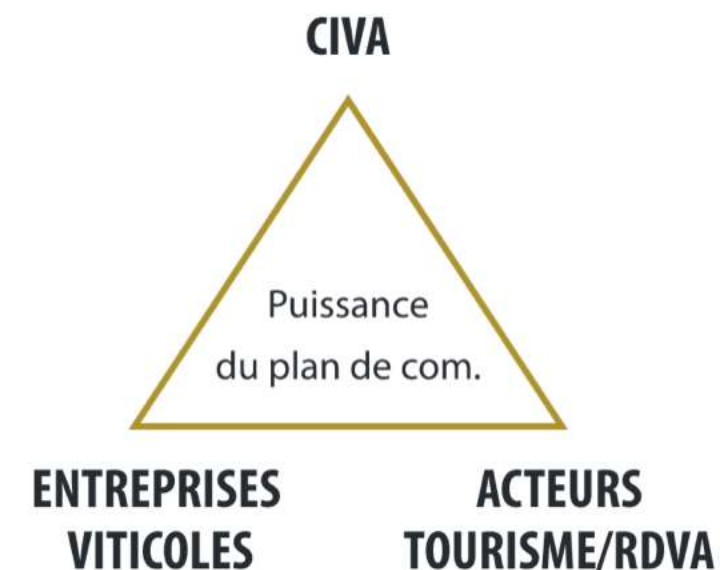 CIVA
Puissance
du plan de com.
ENTREPRISES
VITICOLES
ACTEURS
TOURISME/RDVA